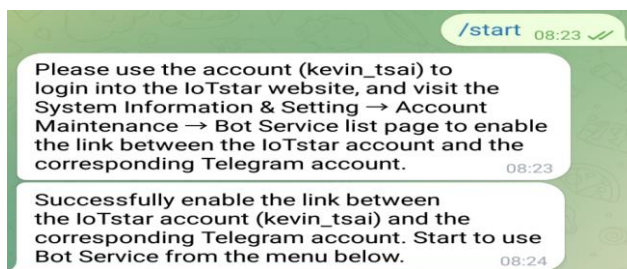 /start 08:23
Please use the account (kevin_tsai) to
login into the IoTstar website, and visit the
System Information & Setting → Account
Maintenance → Bot Service list page to enable
the link between the IoTstar account and the
corresponding Telegram account. 08:23
Successfully enable the link between
the IoTstar account (kevin_tsai) and the
corresponding Telegram account. Start to use
Bot Service from the menu below. 08:24